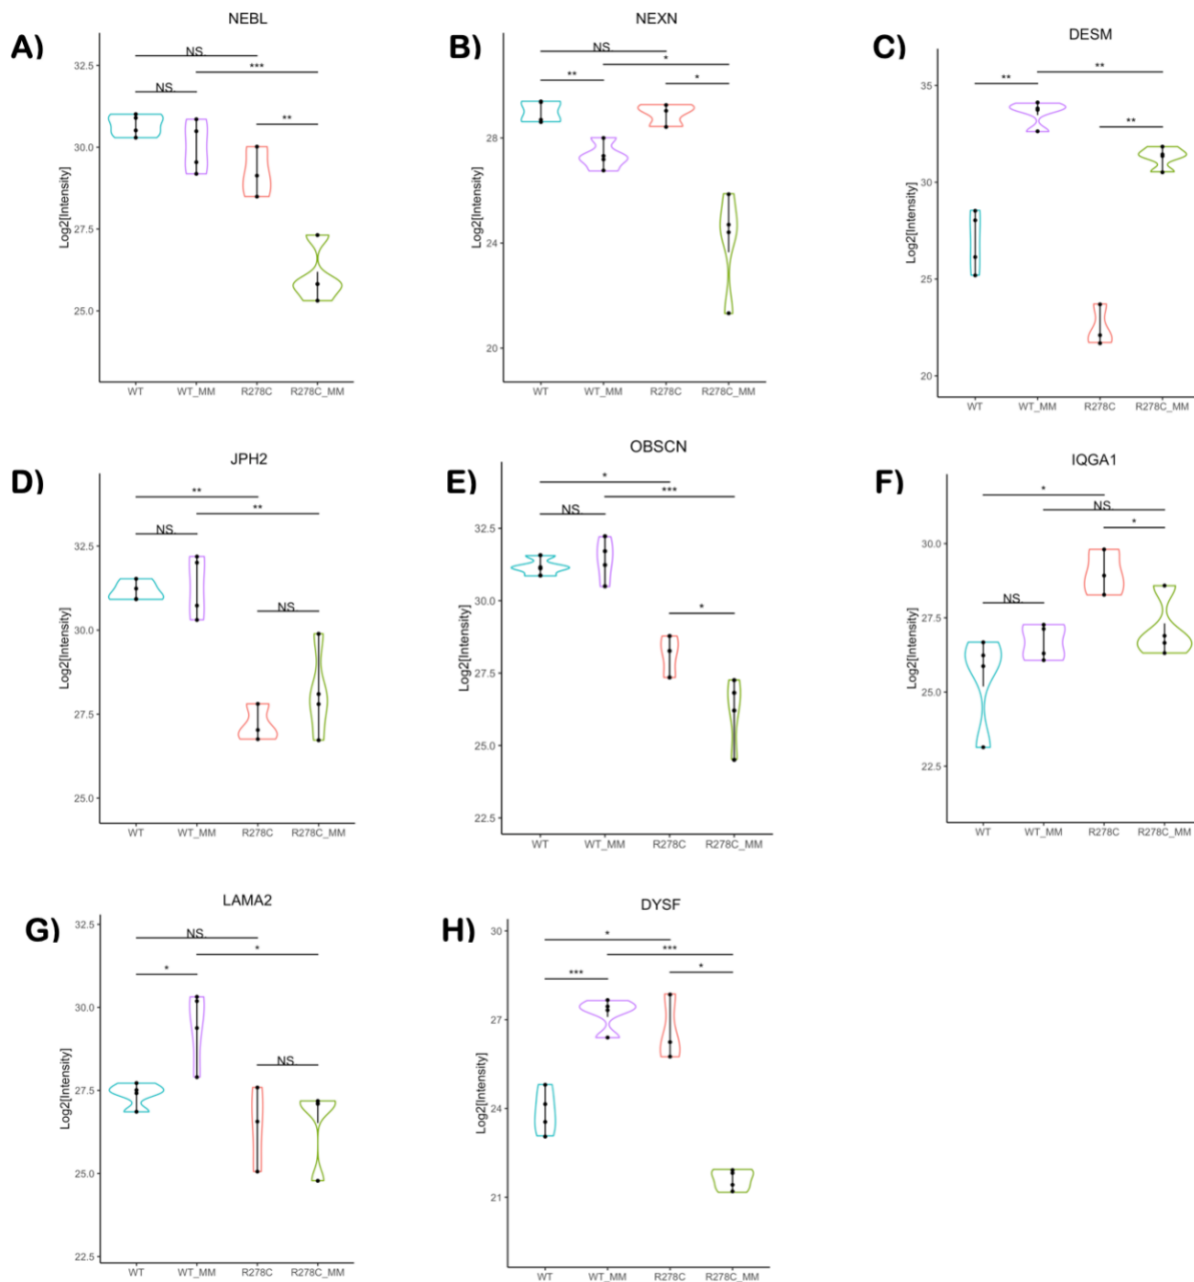 A)
NEBL
Log2[Intensity]
32.5
30.0
27.5
25.0
NS.
***
NS.
**
WT
WT_MM
R278C
R278C_MM
B)
NEXN
Log2[Intensity]
28
24
20
NS
*
**
*
WT
WT_MM
R278C
R278C_MM
C)
DESM
Log2[Intensity]
35
30
25
20
**
**
**
WT
WT_MM
R278C
R278C_MM
D)
JPH2
Log2[Intensity]
32.5
30.0
27.5
25.0
**
**
NS.
NS.
WT
WT_MM
R278C
R278C_MM
E)
OBSCN
Log2[Intensity]
32.5
30.0
27.5
25.0
22.5
*
***
NS.
*
WT
WT_MM
R278C
R278C_MM
F)
IQGA1
Log2[Intensity]
30.0
27.5
25.0
22.5
*
NS.
*
NS.
WT
WT_MM
R278C
R278C_MM
G)
LAMA2
Log2[Intensity]
32.5
30.0
27.5
25.0
22.5
NS.
*
*
NS.
WT
WT_MM
R278C
R278C_MM
H)
DYSF
Log2[Intensity]
30
27
24
21
*
***
*
***
WT
WT_MM
R278C
R278C_MM